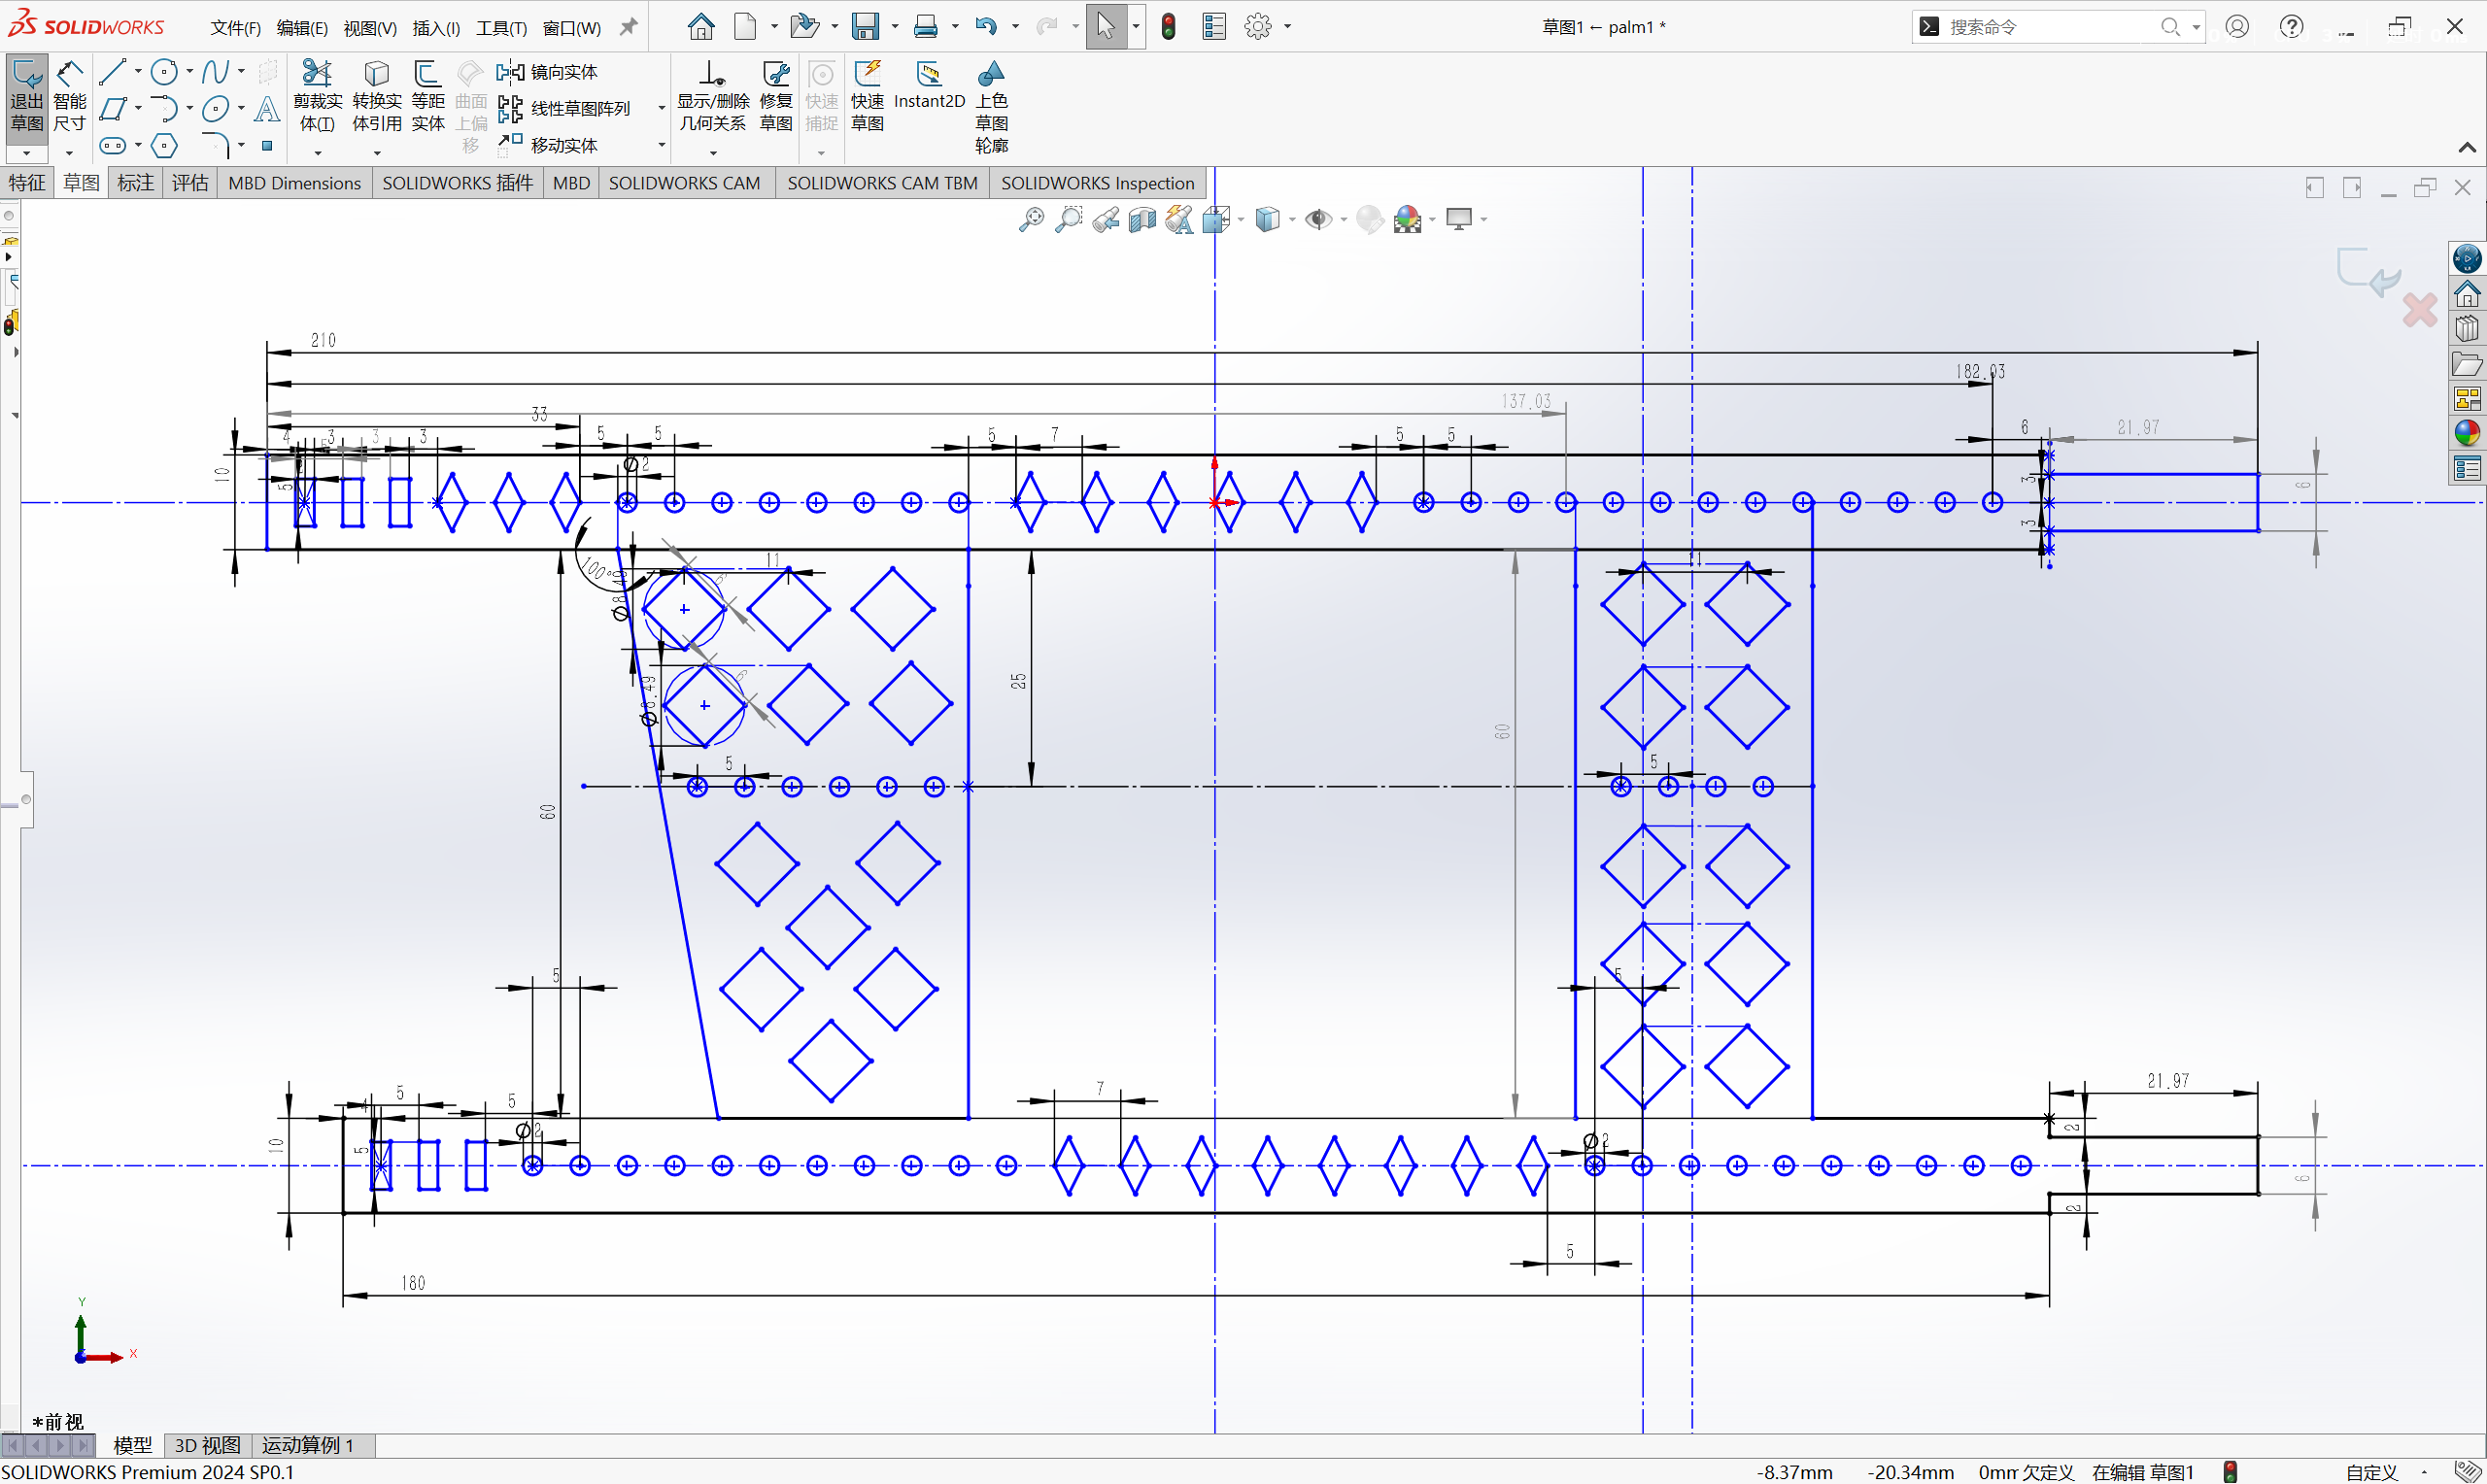 SOLIDWORKS
文件(F) 编辑(E) 视图(V) 插入(I) 工具(T) 窗口(W)
草图1 ← palm1 *
搜索命令
退出草图
智能尺寸
剪裁实体(T)
转换实体引用
等距实体
曲面上偏移
镜向实体
线性草图阵列
移动实体
显示/删除几何关系
修复草图
快速捕捉
快速草图
Instant2D
上色草图轮廓
特征 草图 标注 评估 MBD Dimensions SOLIDWORKS 插件 MBD SOLIDWORKS CAM SOLIDWORKS CAM TBM SOLIDWORKS Inspection
210
182.03
137.03
33
4 3 3 3 5 5 5 7 5 5 6 21.97
10 5 Ø2 3 3 6
100° 11 11
Ø8.49
25
60
Ø8.49
5 5
60
5 5
5 5 7 21.97
4 Ø2 Ø2 2
10 5 6
2
5
180
Y
X
*前视
模型 3D 视图 运动算例 1
SOLIDWORKS Premium 2024 SP0.1
-8.37mm -20.34mm 0mm 欠定义 在编辑 草图1 自定义